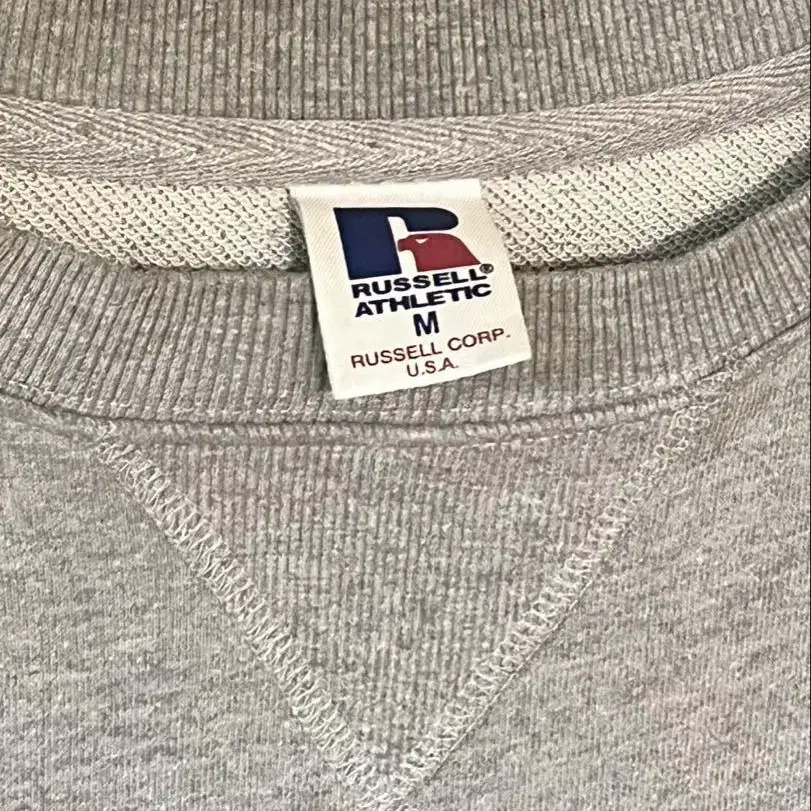 RUSSELL®
ATHLETIC
M
RUSSELL CORP.
U.S.A.